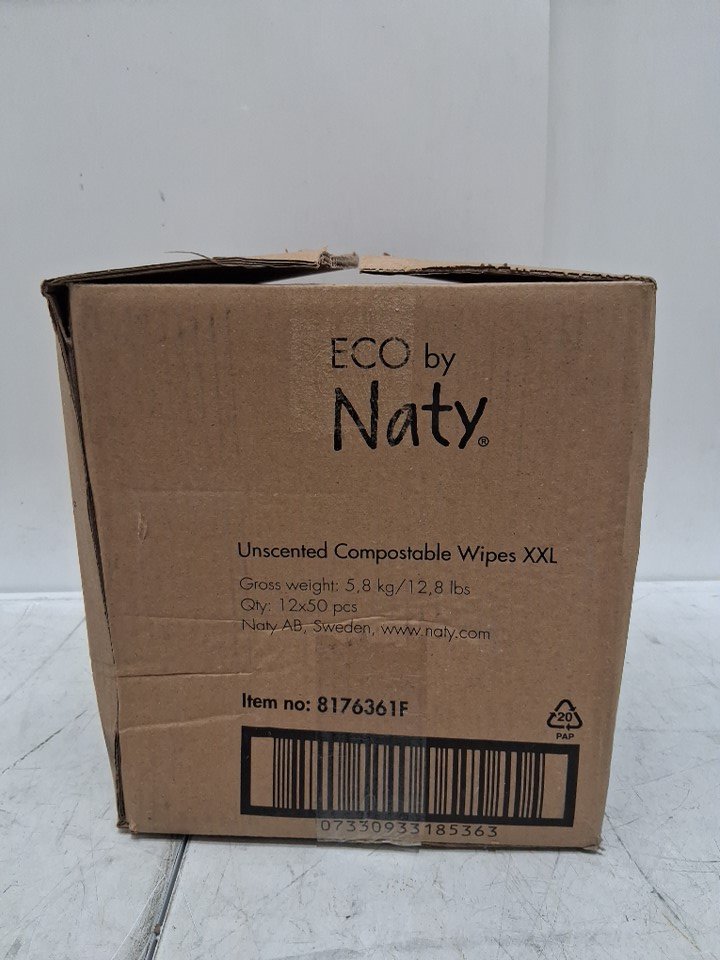 ECO by
Naty®
Unscented Compostable Wipes XXL
Gross weight: 5,8 kg/12,8 lbs
Qty: 12x50 pcs
Naty AB, Sweden, www.naty.com
Item no: 8176361F
20
PAP
07330933185363